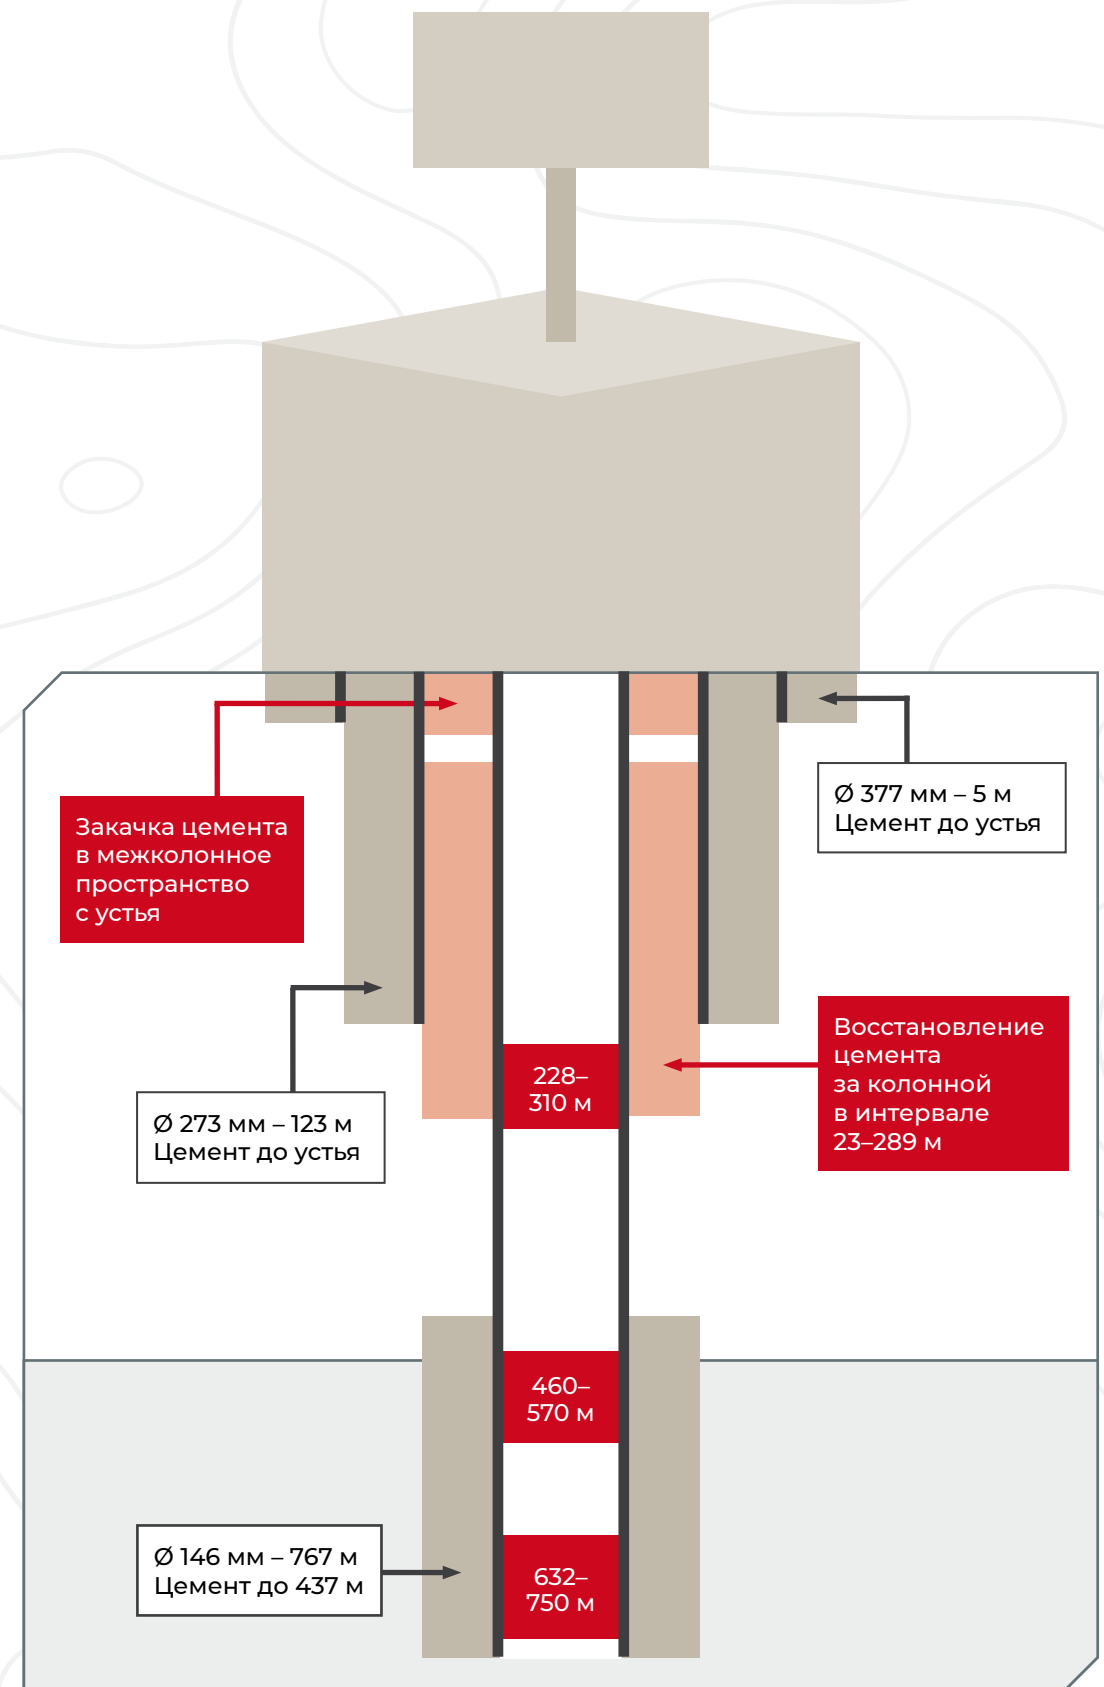 Закачка цемента
в межколонное
пространство
с устья
Ø 377 мм – 5 м
Цемент до устья
Ø 273 мм – 123 м
Цемент до устья
Восстановление
цемента
за колонной
в интервале
23–289 м
228–
310 м
460–
570 м
Ø 146 мм – 767 м
Цемент до 437 м
632–
750 м